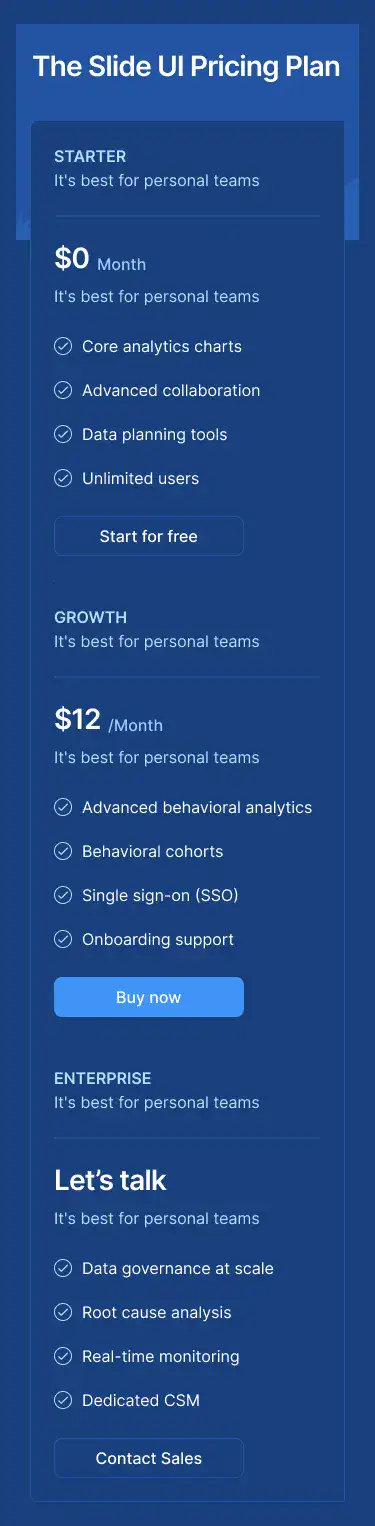 The Slide UI Pricing Plan
STARTER
It's best for personal teams
$0 Month
It's best for personal teams
Core analytics charts
Advanced collaboration
Data planning tools
Unlimited users
Start for free
GROWTH
It's best for personal teams
$12 /Month
It's best for personal teams
Advanced behavioral analytics
Behavioral cohorts
Single sign-on (SSO)
Onboarding support
Buy now
ENTERPRISE
It's best for personal teams
Let’s talk
It's best for personal teams
Data governance at scale
Root cause analysis
Real-time monitoring
Dedicated CSM
Contact Sales